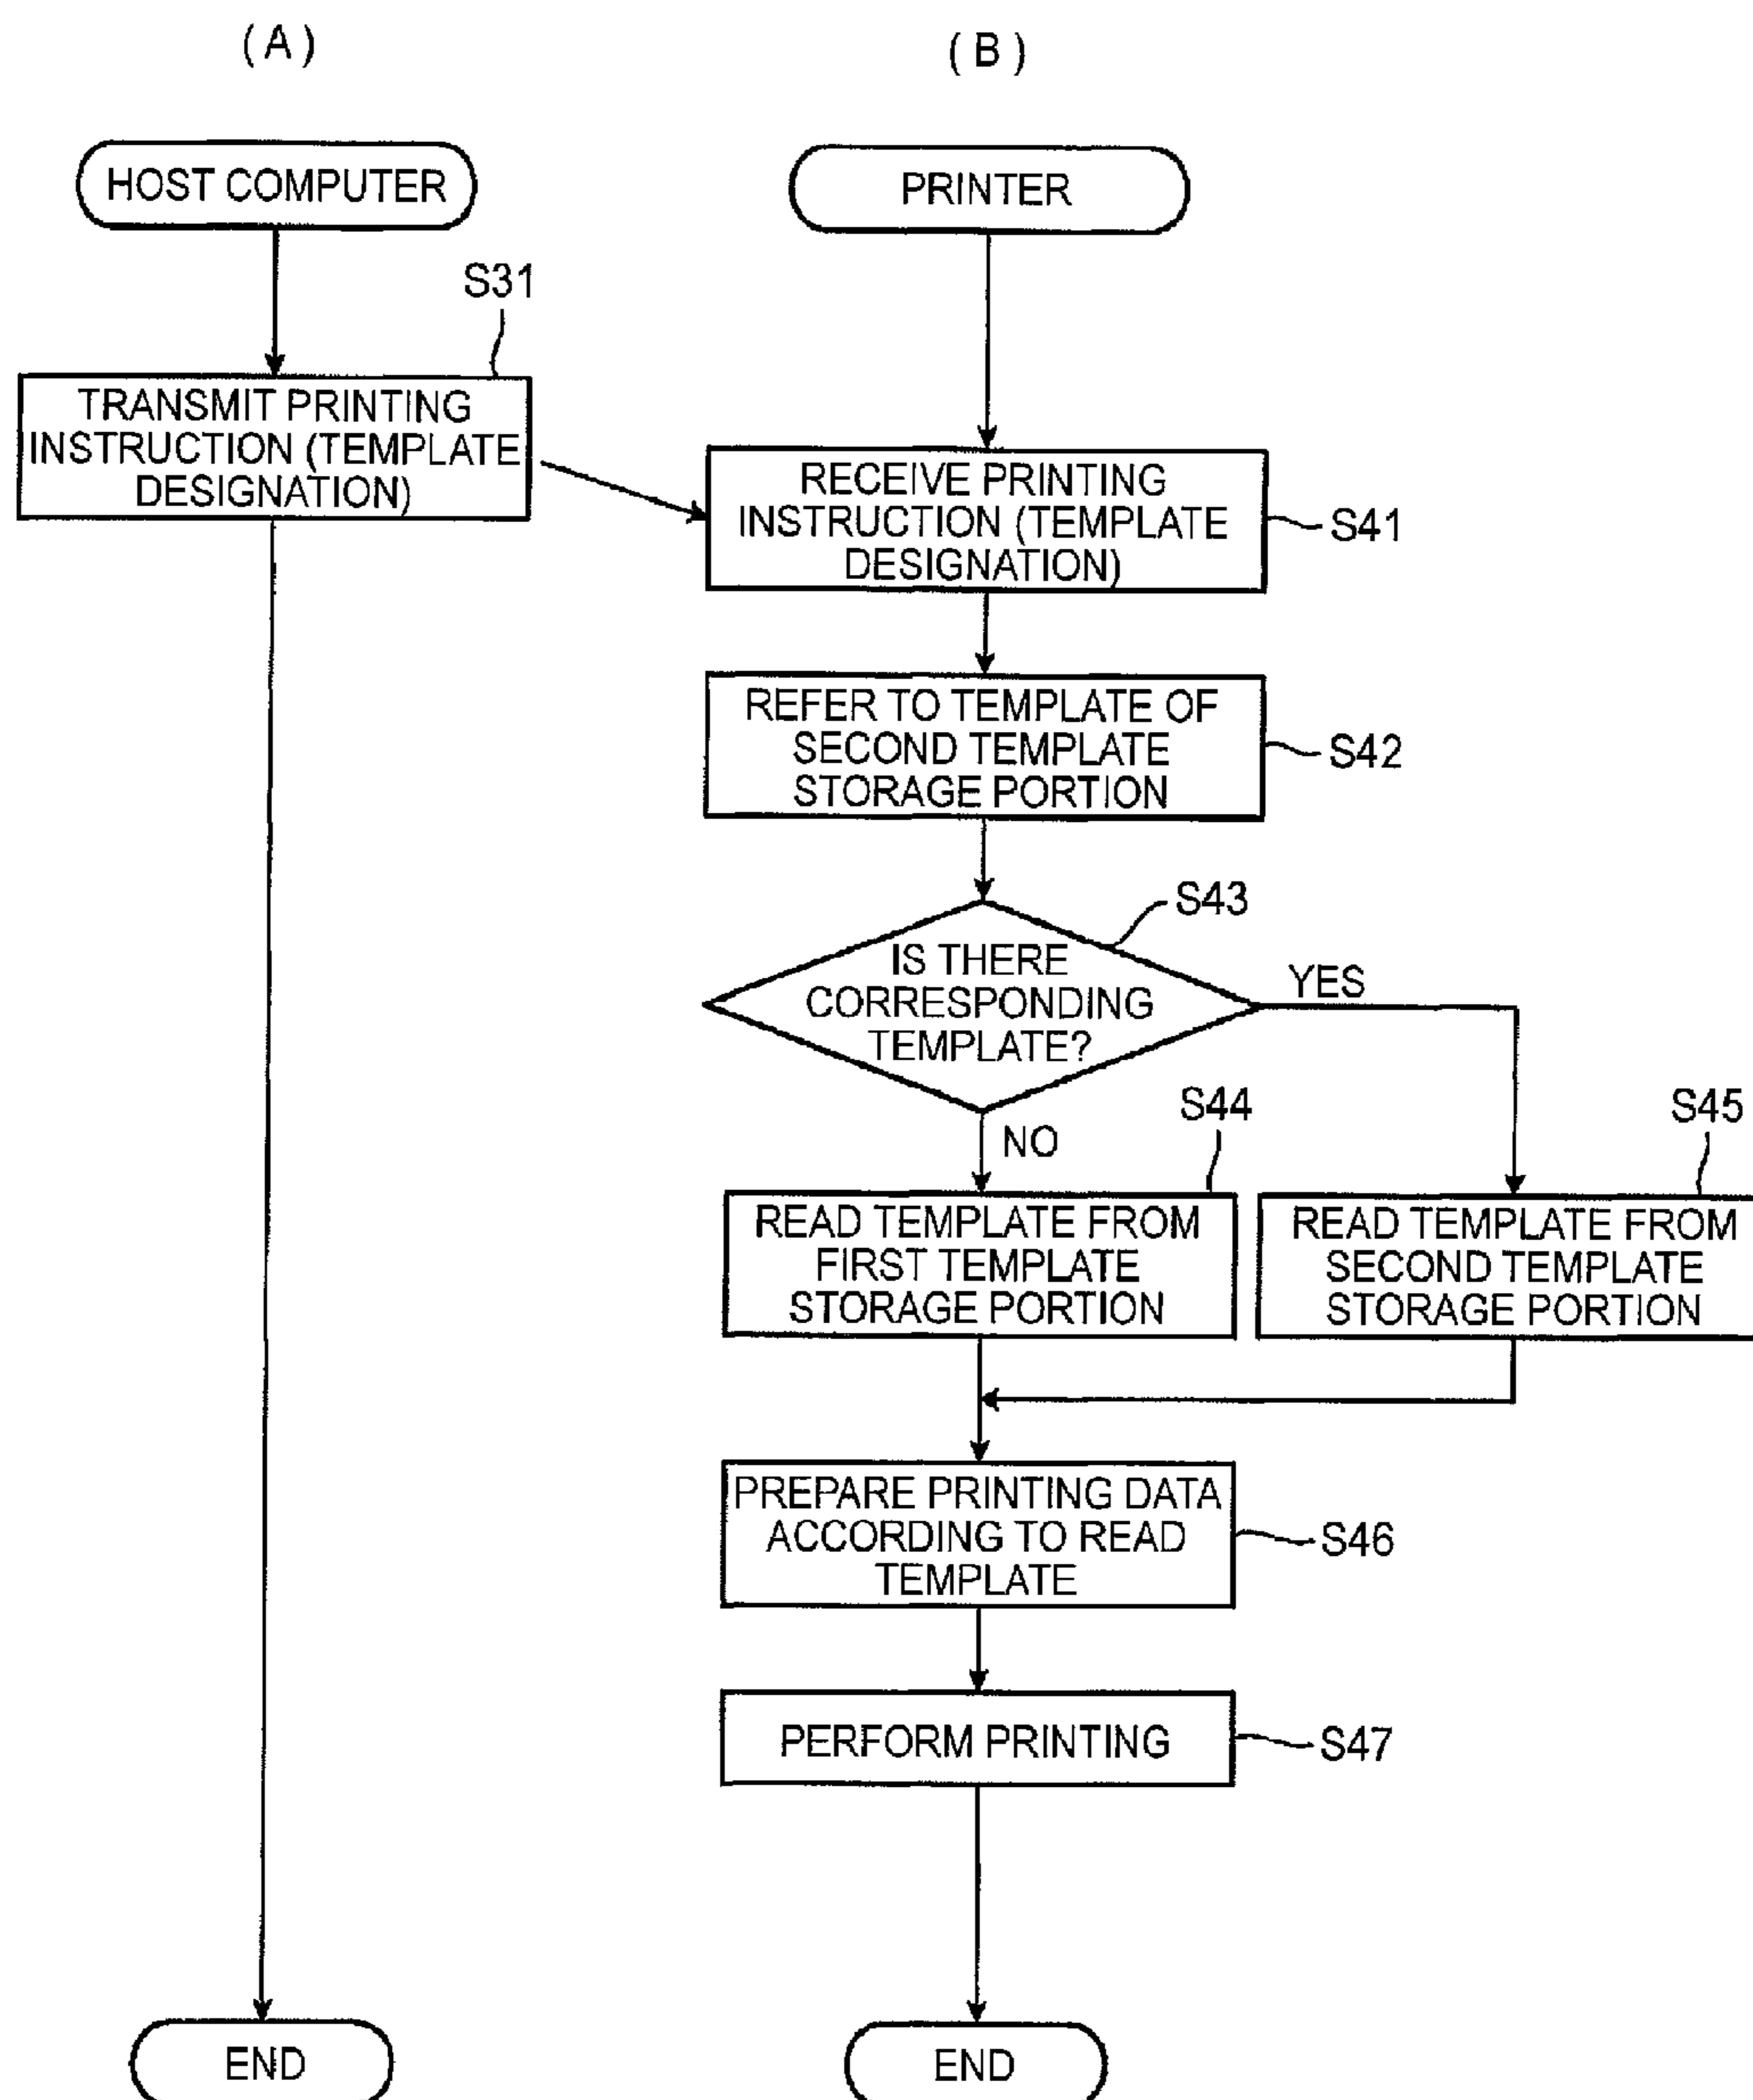 ( A )
( B )
HOST COMPUTER
PRINTER
S31
TRANSMIT PRINTING
INSTRUCTION (TEMPLATE
DESIGNATION)
RECEIVE PRINTING
INSTRUCTION (TEMPLATE
DESIGNATION)
S41
REFER TO TEMPLATE OF
SECOND TEMPLATE
STORAGE PORTION
S42
S43
IS THERE
CORRESPONDING
TEMPLATE?
YES
NO
S44
S45
READ TEMPLATE FROM
FIRST TEMPLATE
STORAGE PORTION
READ TEMPLATE FROM
SECOND TEMPLATE
STORAGE PORTION
PREPARE PRINTING DATA
ACCORDING TO READ
TEMPLATE
S46
PERFORM PRINTING
S47
END
END